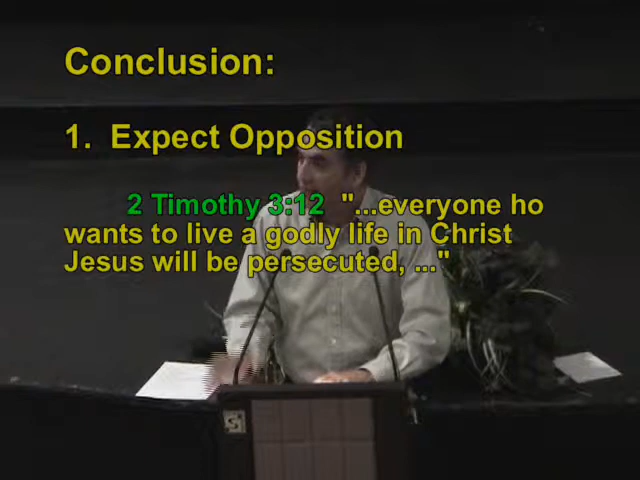 Conclusion:
1. Expect Opposition
2 Timothy 3:12 "...everyone ho
wants to live a godly life in Christ
Jesus will be persecuted, ..."